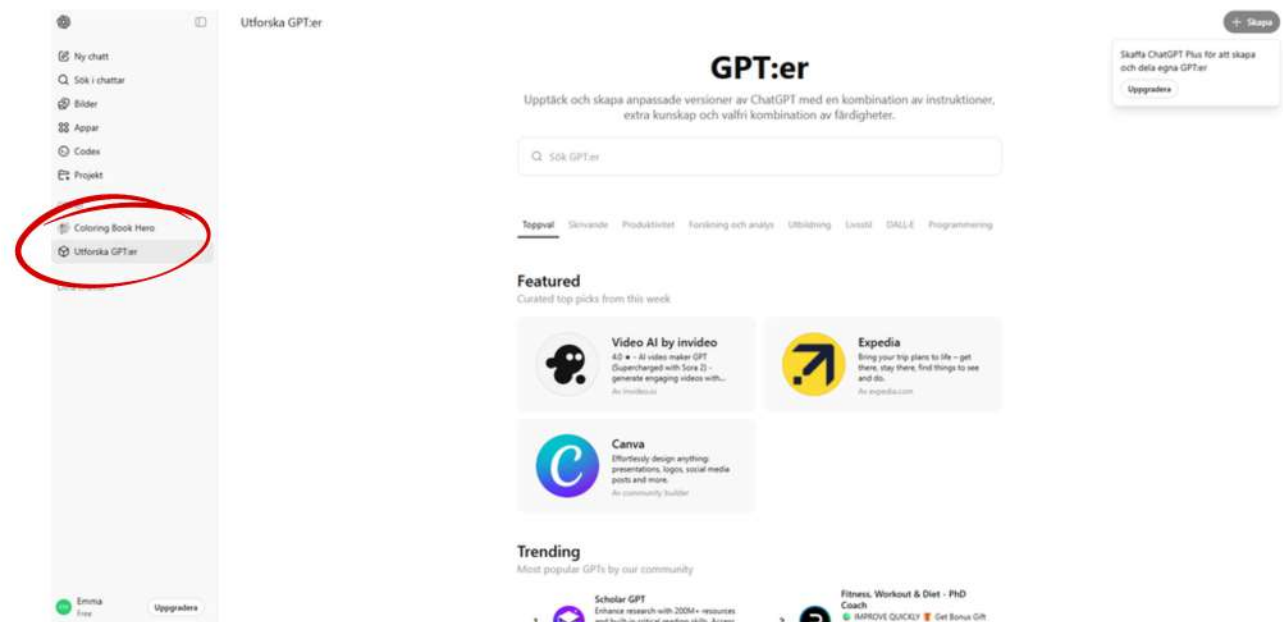 Utforska GPT:er
Skapa
Ny chatt
Sök i chattar
Bilder
Appar
Codex
Projekt
Coloring Book Hero
Utforska GPT:er
Skaffa ChatGPT Plus för att skapa
och dela egna GPT:er
Uppgradera
GPT:er
Upptäck och skapa anpassade versioner av ChatGPT med en kombination av instruktioner,
extra kunskap och valfri kombination av färdigheter.
Sök GPT:er
Toppval Skrivande Produktivitet Forskning och analys Utbildning Livsstil DALL·E Programmering
Featured
Curated top picks from this week
Video AI by invideo
4.0 ★ - AI video maker GPT
(Supercharged with Sora 2) -
generate engaging videos with...
Av invideo.io
Expedia
Bring your trip plans to life – get
there, stay there, find things to see
and do.
Av expedia.com
Canva
Effortlessly design anything:
presentations, logos, social media
posts and more.
Av community builder
Trending
Most popular GPTs by our community
Scholar GPT
Enhance research with 200M+ resources
and built-in critical reading skills. Access
Fitness, Workout & Diet - PhD
Coach
IMPROVE QUICKLY Get Bonus Gift
Emma
Free
Uppgradera